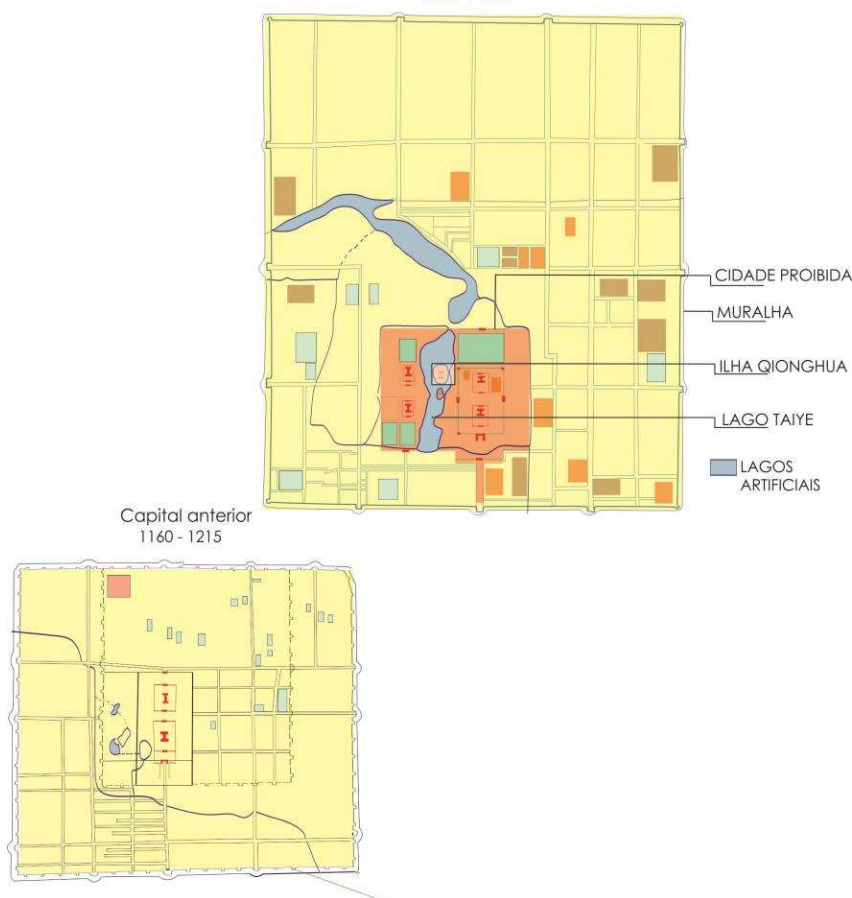 CIDADE PROIBIDA
MURALHA
ILHA QIONGHUA
LAGO TAIYE
LAGOS
ARTIFICIAIS
Capital anterior
1160 - 1215